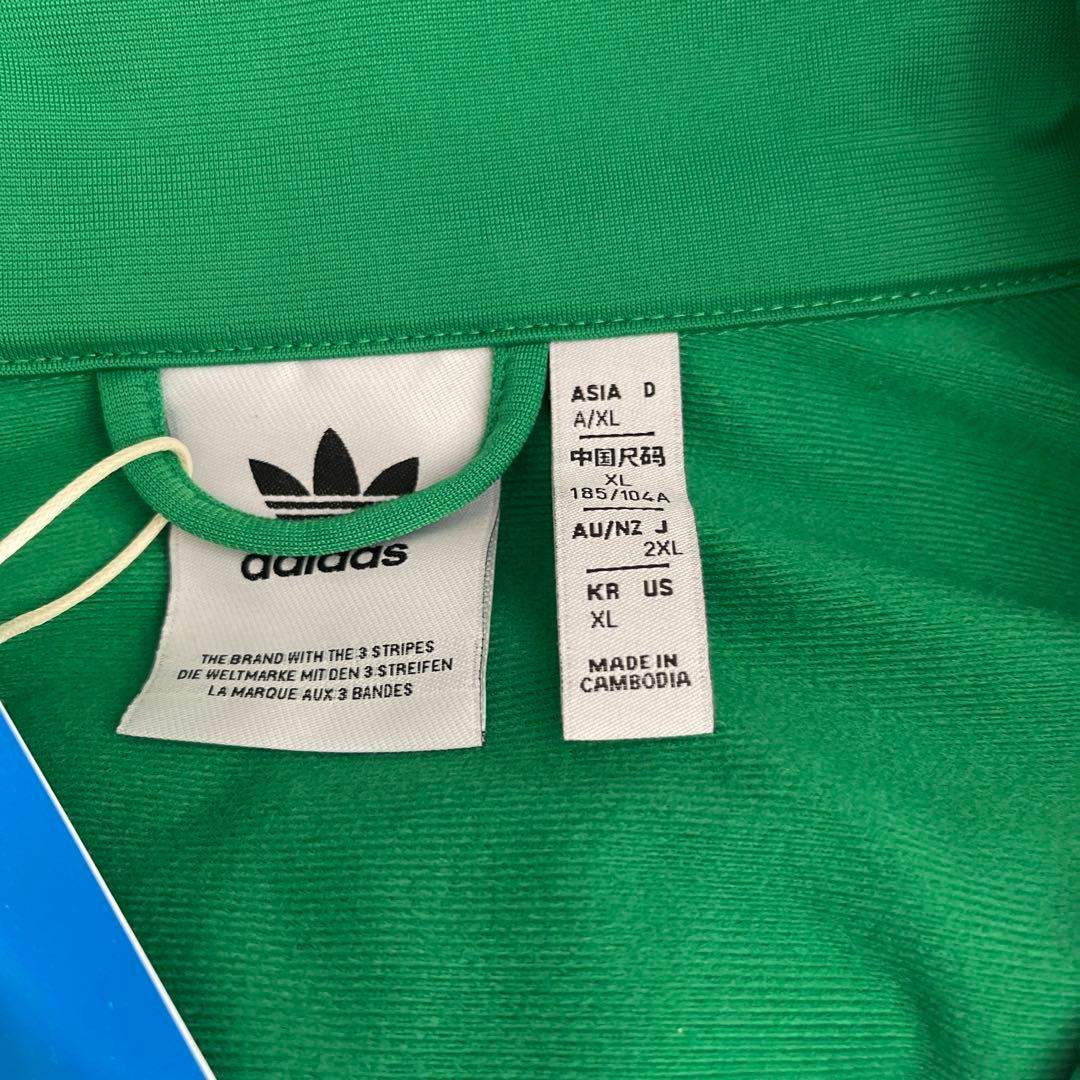 adidas
THE BRAND WITH THE 3 STRIPES
DIE WELTMARKE MIT DEN 3 STREIFEN
LA MARQUE AUX 3 BANDES
ASIA D
A/XL
中国尺码
XL
185/104A
AU/NZ J
2XL
KR US
XL
MADE IN
CAMBODIA